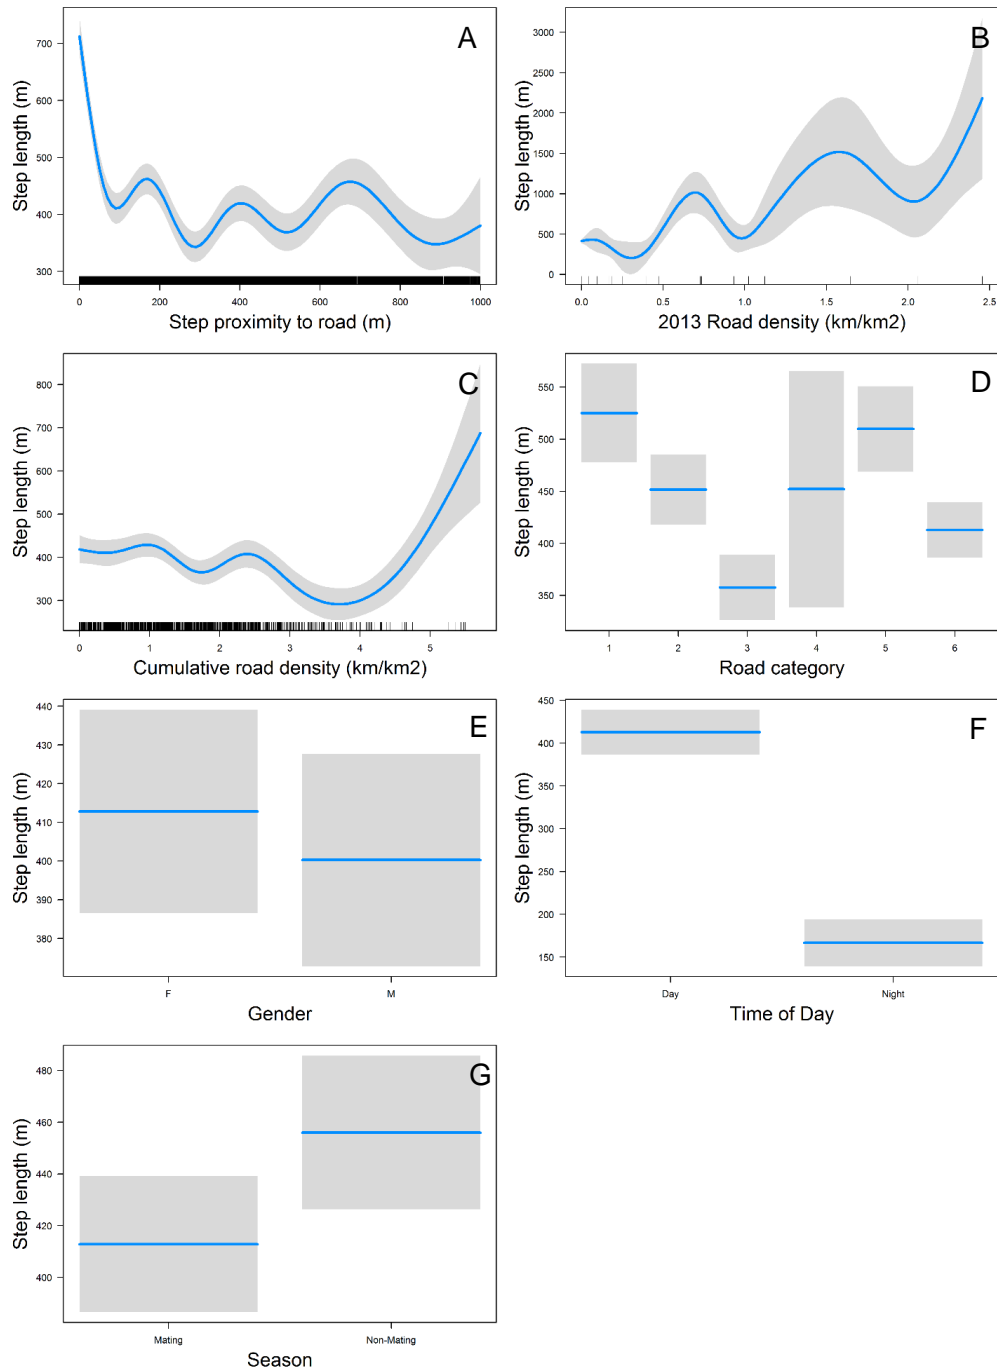 A
Step length (m)
700
600
500
400
300
0 200 400 600 800 1000
Step proximity to road (m)
B
Step length (m)
3000
2500
2000
1500
1000
500
0
0.0 0.5 1.0 1.5 2.0 2.5
2013 Road density (km/km2)
C
Step length (m)
800
700
600
500
400
300
0 1 2 3 4 5
Cumulative road density (km/km2)
D
Step length (m)
550
500
450
400
350
1 2 3 4 5 6
Road category
E
Step length (m)
440
430
420
410
400
390
380
F M
Gender
F
Step length (m)
450
400
350
300
250
200
150
Day Night
Time of Day
G
Step length (m)
480
460
440
420
400
Mating Non-Mating
Season